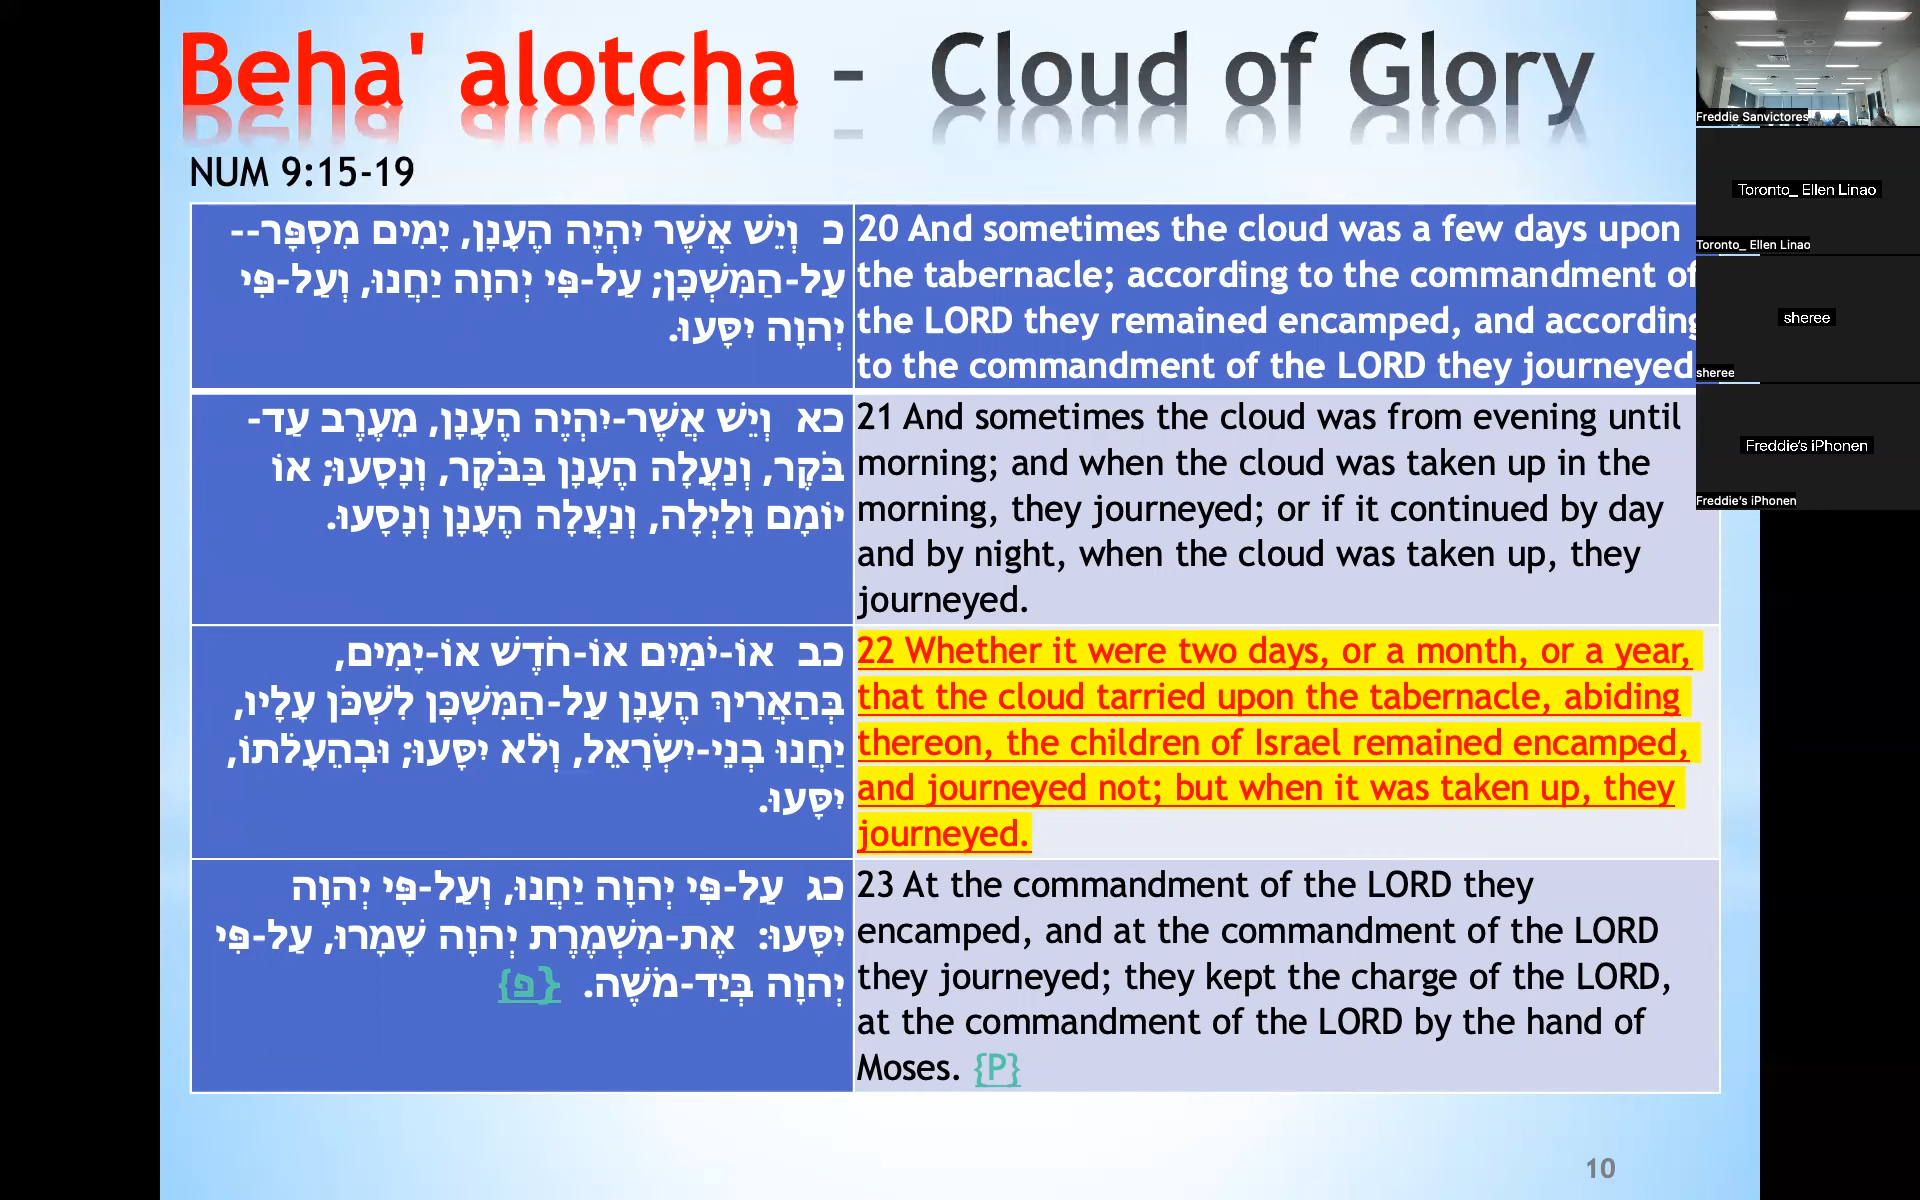 Beha' alotcha - Cloud of Glory
NUM 9:15-19
כ וְיֵשׁ אֲשֶׁר יִהְיֶה הֶעָנָן, יָמִים מִסְפָּר--
עַל-הַמִּשְׁכָּן; עַל-פִּי יְהוָה יַחֲנוּ, וְעַל-פִּי
יְהוָה יִסָּעוּ.
20 And sometimes the cloud was a few days upon
the tabernacle; according to the commandment of
the LORD they remained encamped, and according
to the commandment of the LORD they journeyed
כא וְיֵשׁ אֲשֶׁר-יִהְיֶה הֶעָנָן, מֵעֶרֶב עַד-
בֹּקֶר, וְנַעֲלָה הֶעָנָן בַּבֹּקֶר, וְנָסָעוּ; אוֹ
יוֹמָם וָלַיְלָה, וְנַעֲלָה הֶעָנָן וְנָסָעוּ.
21 And sometimes the cloud was from evening until
morning; and when the cloud was taken up in the
morning, they journeyed; or if it continued by day
and by night, when the cloud was taken up, they
journeyed.
כב אוֹ-יֹמַיִם אוֹ-חֹדֶשׁ אוֹ-יָמִים,
בְּהַאֲרִיךְ הֶעָנָן עַל-הַמִּשְׁכָּן לִשְׁכֹּן עָלָיו,
יַחֲנוּ בְנֵי-יִשְׂרָאֵל, וְלֹא יִסָּעוּ; וּבְהֵעָלֹתוֹ,
יִסָּעוּ.
22 Whether it were two days, or a month, or a year,
that the cloud tarried upon the tabernacle, abiding
thereon, the children of Israel remained encamped,
and journeyed not; but when it was taken up, they
journeyed.
כג עַל-פִּי יְהוָה יַחֲנוּ, וְעַל-פִּי יְהוָה
יִסָּעוּ: אֶת-מִשְׁמֶרֶת יְהוָה שָׁמָרוּ, עַל-פִּי
יְהוָה בְּיַד-מֹשֶׁה. {פ}
23 At the commandment of the LORD they
encamped, and at the commandment of the LORD
they journeyed; they kept the charge of the LORD,
at the commandment of the LORD by the hand of
Moses. {P}
10
Freddie Sanvictores
Toronto_ Ellen Linao
Toronto_ Ellen Linao
sheree
sheree
Freddie's iPhonen
Freddie's iPhonen